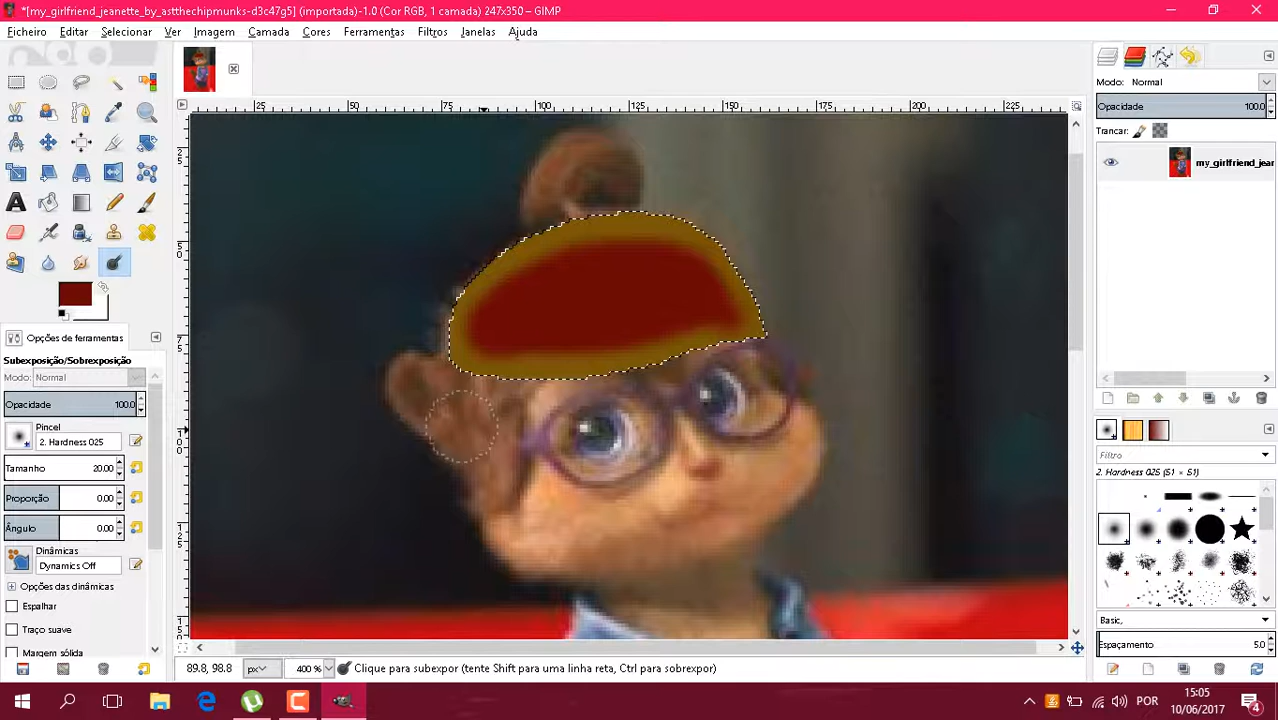 *[my_girlfriend_jeanette_by_astthechipmunks-d3c47g5] (importada)-1.0 (Cor RGB, 1 camada) 247x350 – GIMP
Ficheiro Editar Selecionar Ver Imagem Camada Cores Ferramentas Filtros Janelas Ajuda
Modo: Normal
Opacidade 100.0
Trancar:
25 50 75 100 125 150 175 200 225
my_girlfriend_jear
Opções de ferramentas
Subexposição/Sobrexposição
Modo: Normal
Opacidade 100.0
Pincel
2. Hardness 025
Tamanho 20.00
Proporção 0.00
Ângulo 0.00
Dinâmicas
Dynamics Off
Opções das dinâmicas
Espalhar
Traço suave
Margem sólida
Filtro
2. Hardness 025 (51 × 51)
Basic,
Espaçamento 5.0
89.8, 98.8 px 400 % Clique para subexpor (tente Shift para uma linha reta, Ctrl para sobrexpor)
POR 15:05
10/06/2017 4